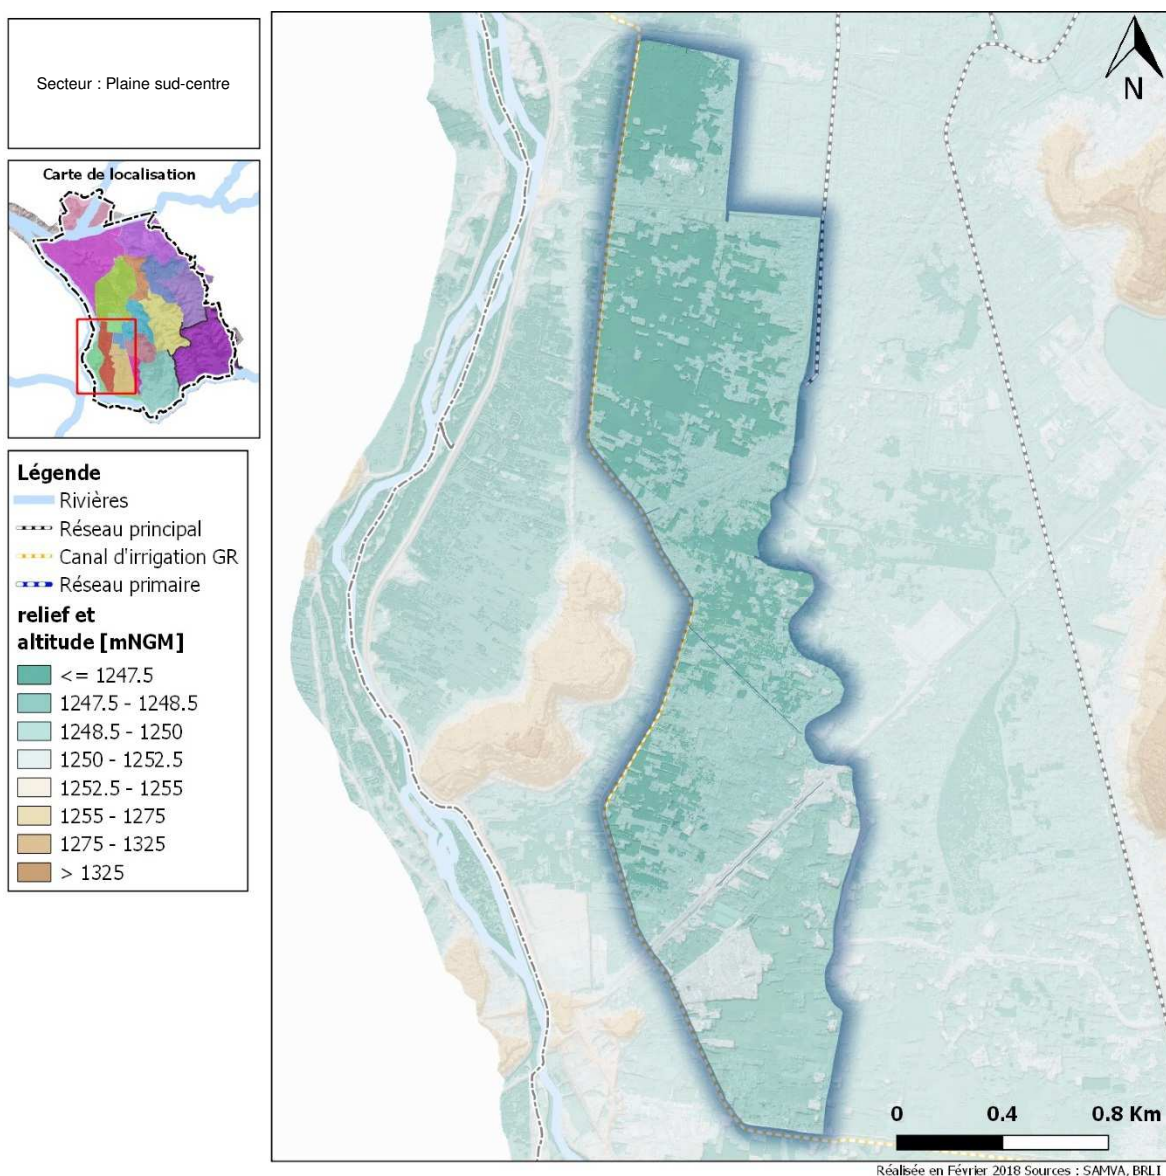 Secteur : Plaine sud-centre
Carte de localisation
Légende
Rivières
Réseau principal
Canal d'irrigation GR
Réseau primaire
relief et
altitude [mNGM]
<= 1247.5
1247.5 - 1248.5
1248.5 - 1250
1250 - 1252.5
1252.5 - 1255
1255 - 1275
1275 - 1325
> 1325
N
0 0.4 0.8 Km
Réalisée en Février 2018 Sources : SAMVA, BRLI